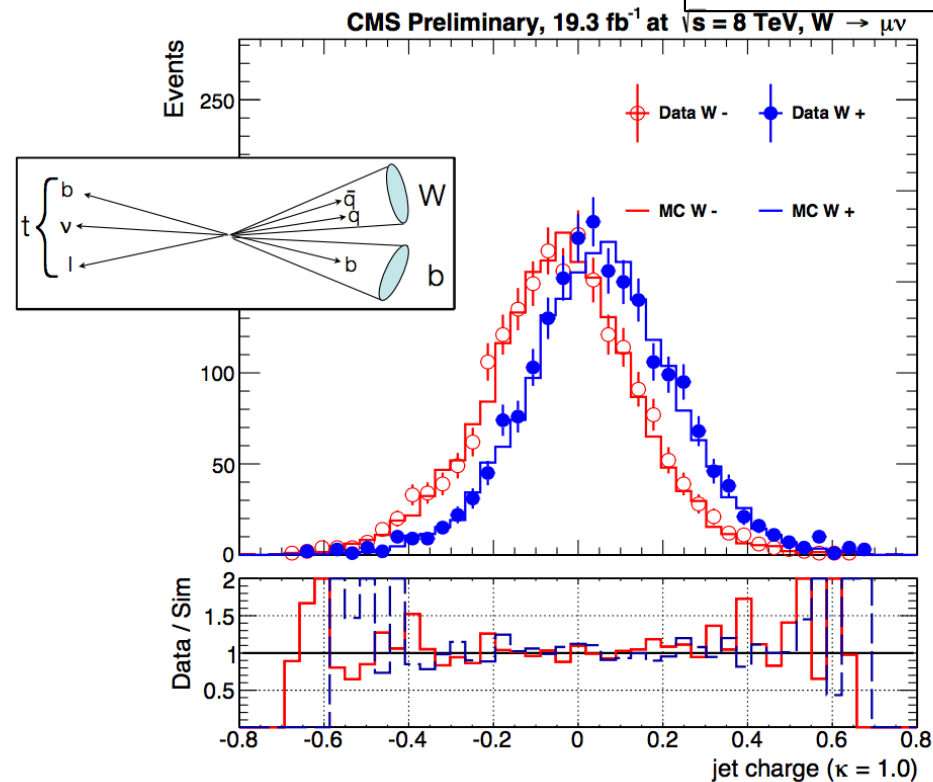 CMS Preliminary, 19.3 fb⁻¹ at √s = 8 TeV, W → μν
Events
250
100
50
0
Data W -
Data W +
MC W -
MC W +
t { b
ν
l
q̄
q
b
W
b
Data / Sim
2
1.5
1
0.5
-0.8 -0.6 -0.4 -0.2 0 0.2 0.4 0.6 0.8
jet charge (κ = 1.0)